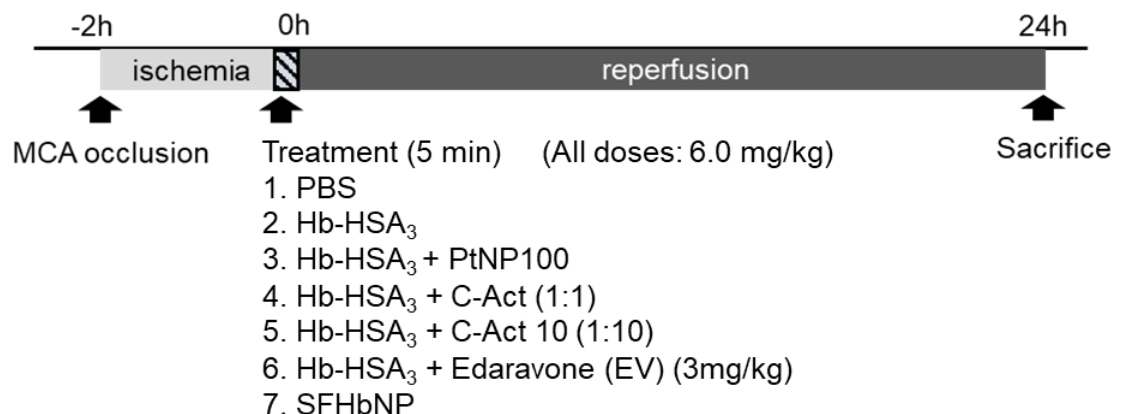 -2h 0h 24h
ischemia reperfusion
MCA occlusion Treatment (5 min) (All doses: 6.0 mg/kg) Sacrifice
1. PBS
2. Hb-HSA₃
3. Hb-HSA₃ + PtNP100
4. Hb-HSA₃ + C-Act (1:1)
5. Hb-HSA₃ + C-Act 10 (1:10)
6. Hb-HSA₃ + Edaravone (EV) (3mg/kg)
7. SFHbNP